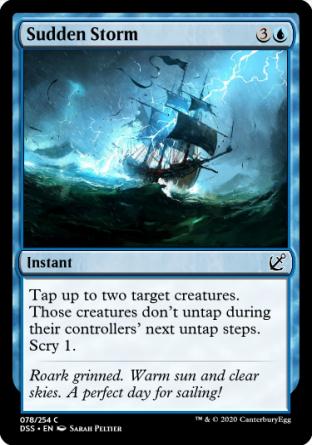 Sudden Storm 3
Instant
Tap up to two target creatures.
Those creatures don't untap during
their controllers' next untap steps.
Scry 1.
Roark grinned. Warm sun and clear
skies. A perfect day for sailing!
078/254 C
DSS • EN Sarah Peltier
™ & © 2020 CanterburyEgg